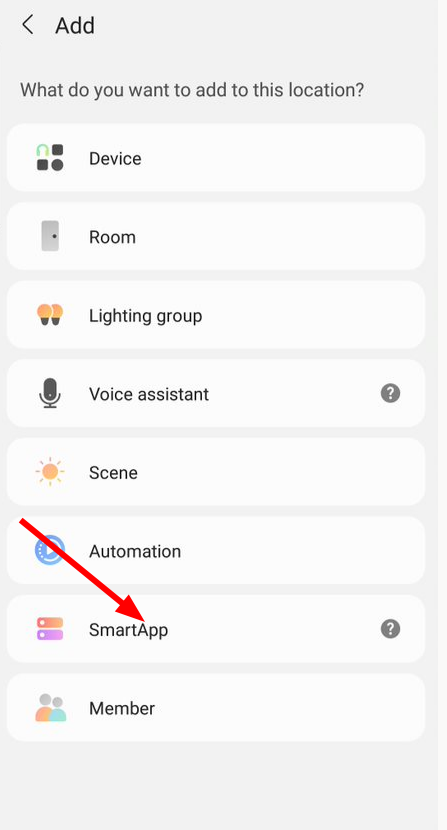 Add
What do you want to add to this location?
Device
Room
Lighting group
Voice assistant ?
Scene
Automation
SmartApp ?
Member